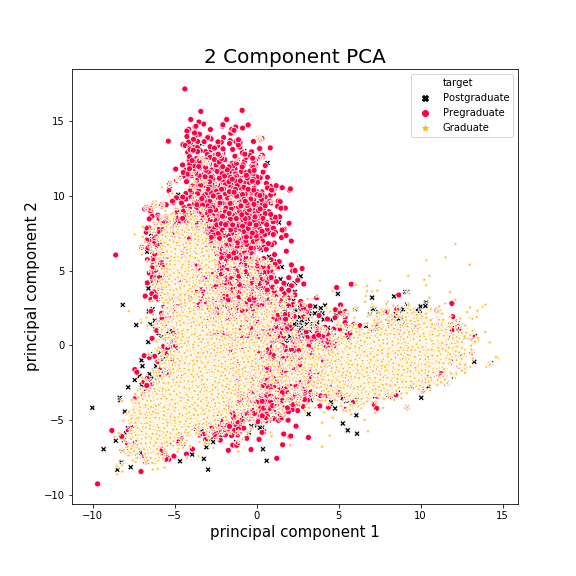 2 Component PCA
target
Postgraduate
Pregraduate
Graduate
principal component 2
15
10
5
0
−5
−10
−10
−5
0
5
10
15
principal component 1